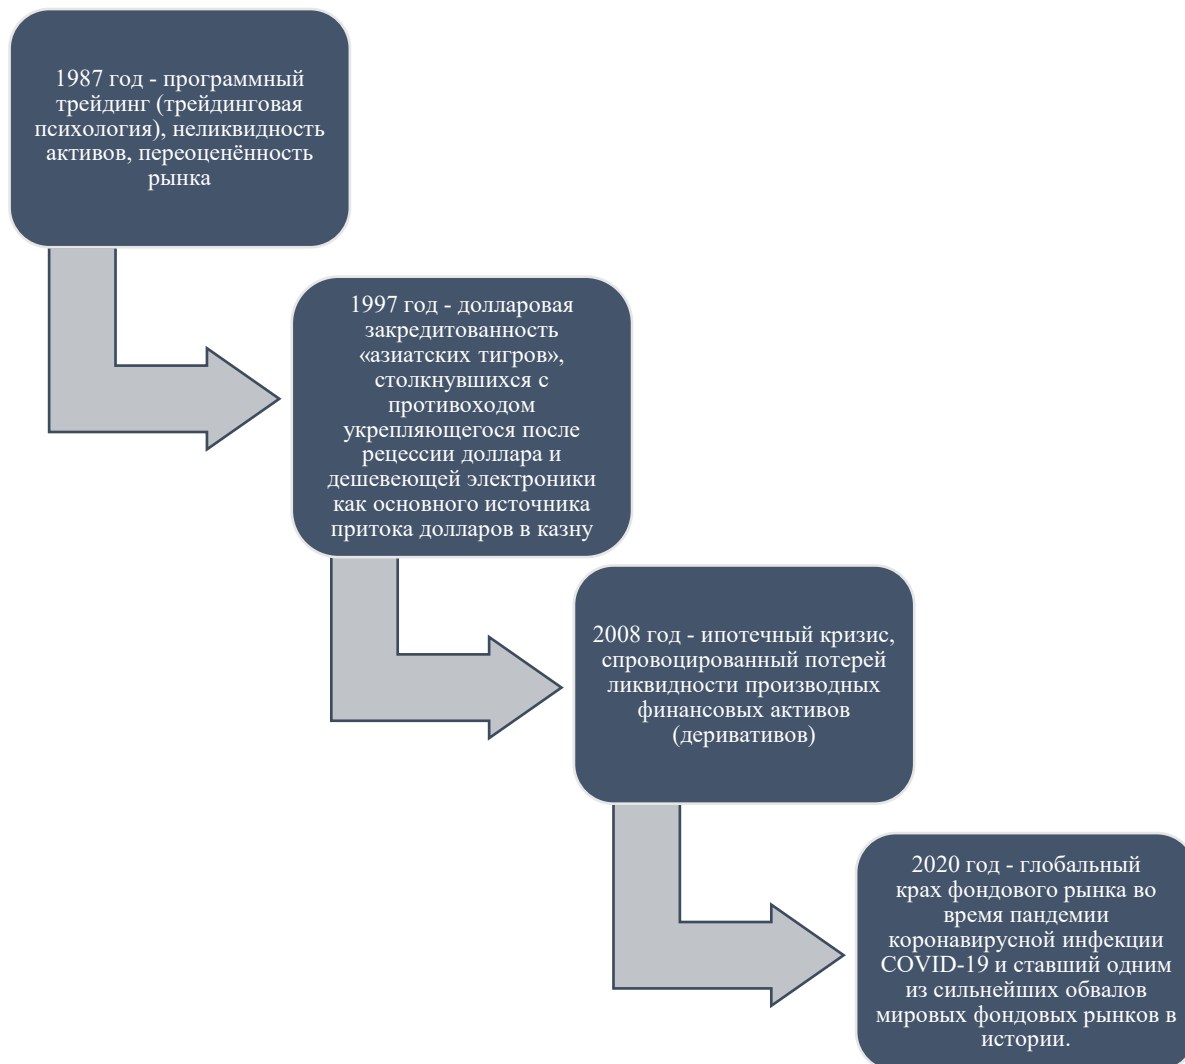 1987 год - программный
трейдинг (трейдинговая
психология), неликвидность
активов, переоценённость
рынка
1997 год - долларовая
закредитованность
«азиатских тигров»,
столкнувшихся с
противоходом
укрепляющегося после
рецессии доллара и
дешевеющей электроники
как основного источника
притока долларов в казну
2008 год - ипотечный кризис,
спровоцированный потерей
ликвидности производных
финансовых активов
(деривативов)
2020 год - глобальный
крах фондового рынка во
время пандемии
коронавирусной инфекции
COVID-19 и ставший одним
из сильнейших обвалов
мировых фондовых рынков в
истории.